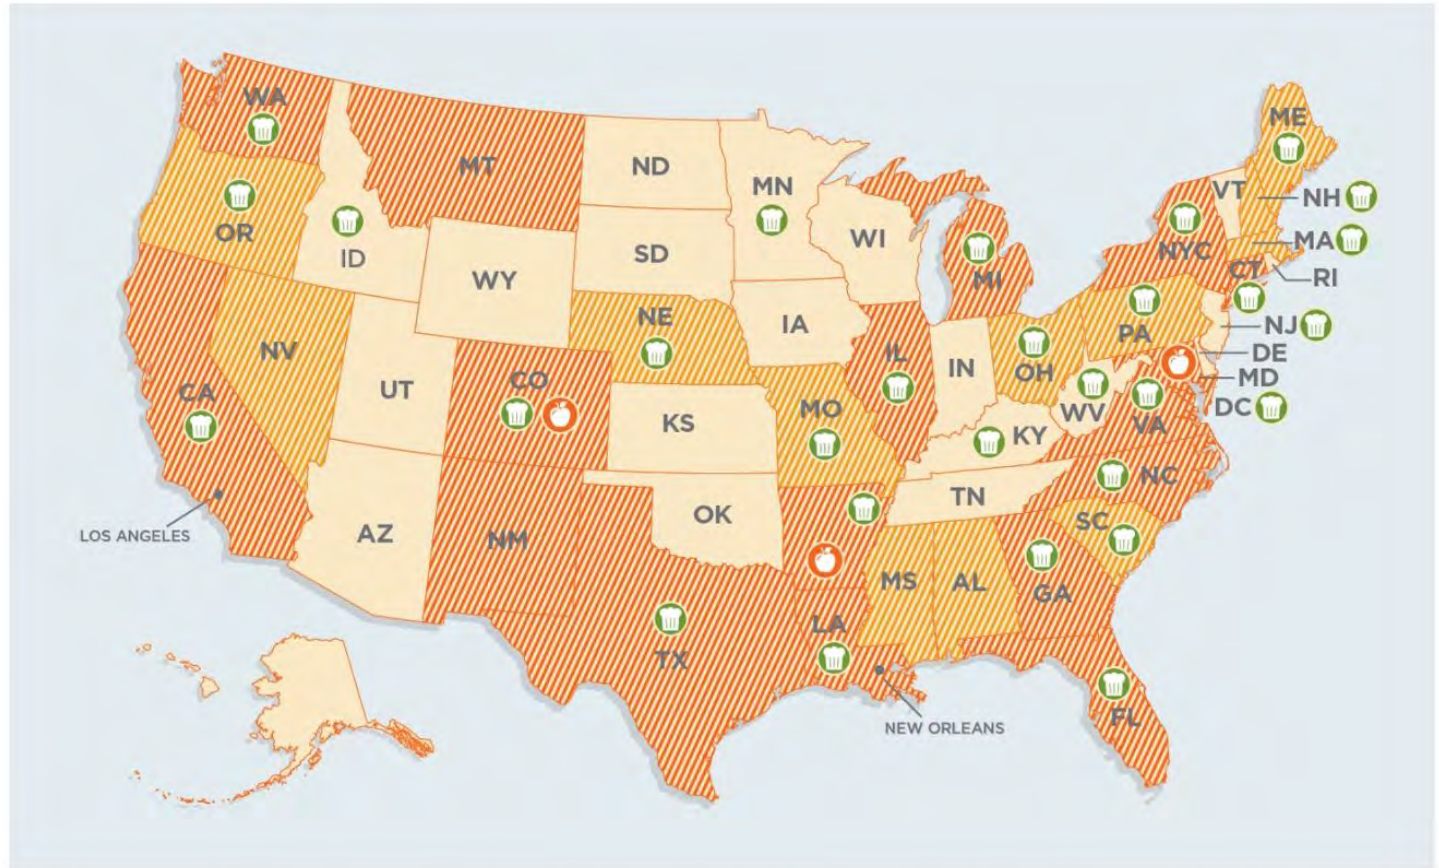 WA
MT
ND
MN
ME
VT
NH
OR
ID
WI
MA
NYC
SD
MI
CT
RI
WY
NE
IA
PA
NJ
NV
IL
IN
OH
DE
MD
CA
UT
CO
KS
MO
KY
WV
VA
DC
TN
NC
LOS ANGELES
AZ
NM
OK
SC
MS
AL
GA
TX
LA
NEW ORLEANS
FL